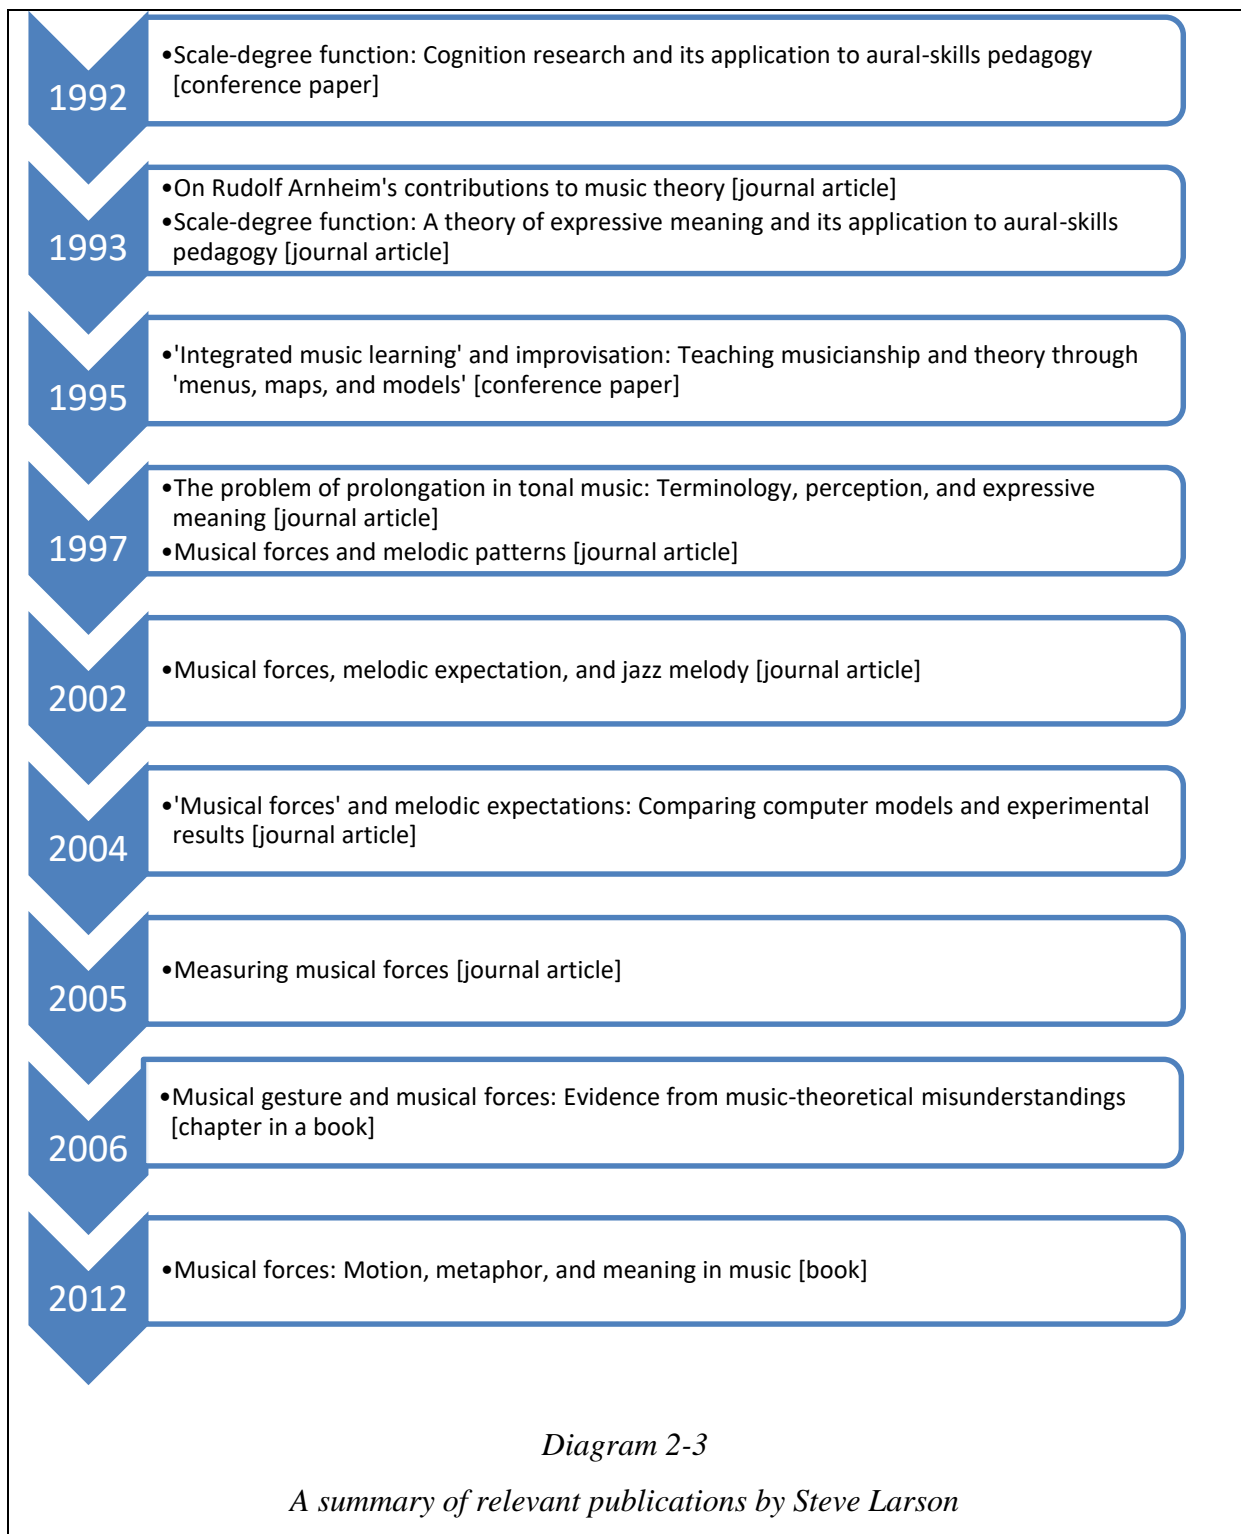 1992
•Scale-degree function: Cognition research and its application to aural-skills pedagogy
[conference paper]
1993
•On Rudolf Arnheim's contributions to music theory [journal article]
•Scale-degree function: A theory of expressive meaning and its application to aural-skills
pedagogy [journal article]
1995
•'Integrated music learning' and improvisation: Teaching musicianship and theory through
'menus, maps, and models' [conference paper]
1997
•The problem of prolongation in tonal music: Terminology, perception, and expressive
meaning [journal article]
•Musical forces and melodic patterns [journal article]
2002
•Musical forces, melodic expectation, and jazz melody [journal article]
2004
•'Musical forces' and melodic expectations: Comparing computer models and experimental
results [journal article]
2005
•Measuring musical forces [journal article]
2006
•Musical gesture and musical forces: Evidence from music-theoretical misunderstandings
[chapter in a book]
2012
•Musical forces: Motion, metaphor, and meaning in music [book]
Diagram 2-3
A summary of relevant publications by Steve Larson